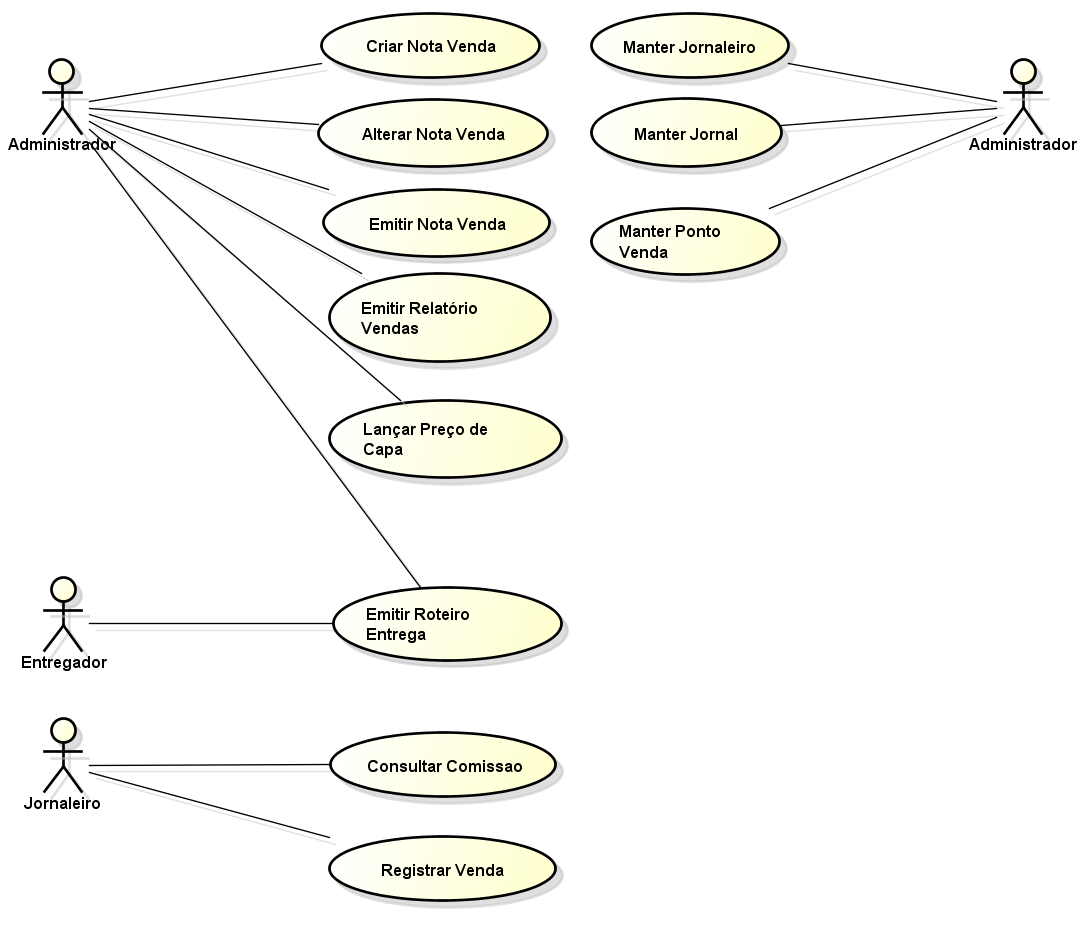 Criar Nota Venda
Manter Jornaleiro
Alterar Nota Venda
Manter Jornal
Administrador
Administrador
Emitir Nota Venda
Manter Ponto
Venda
Emitir Relatório
Vendas
Lançar Preço de
Capa
Emitir Roteiro
Entrega
Entregador
Consultar Comissao
Jornaleiro
Registrar Venda